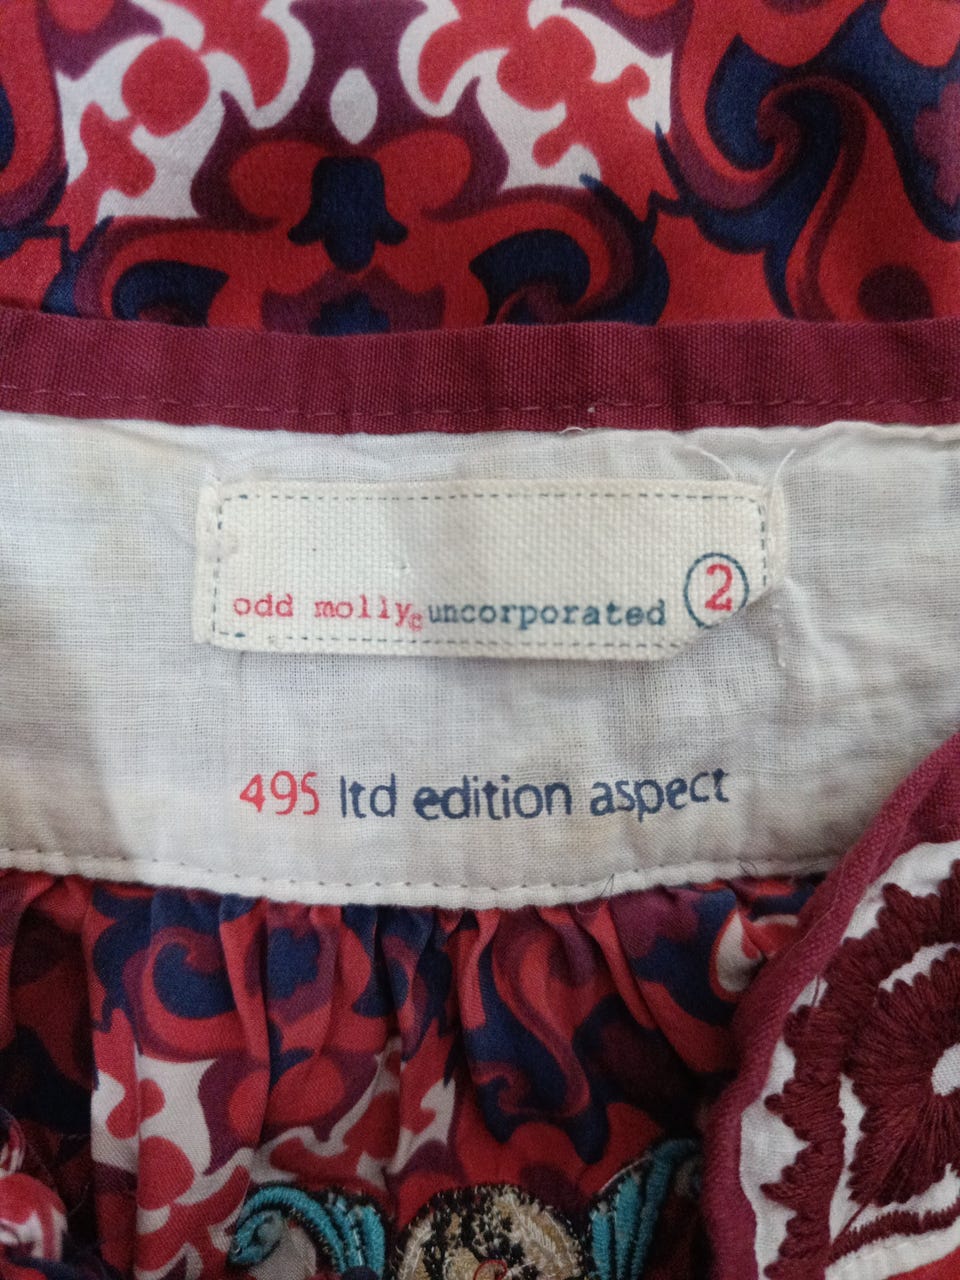 odd molly© uncorporated 2
495 ltd edition aspect